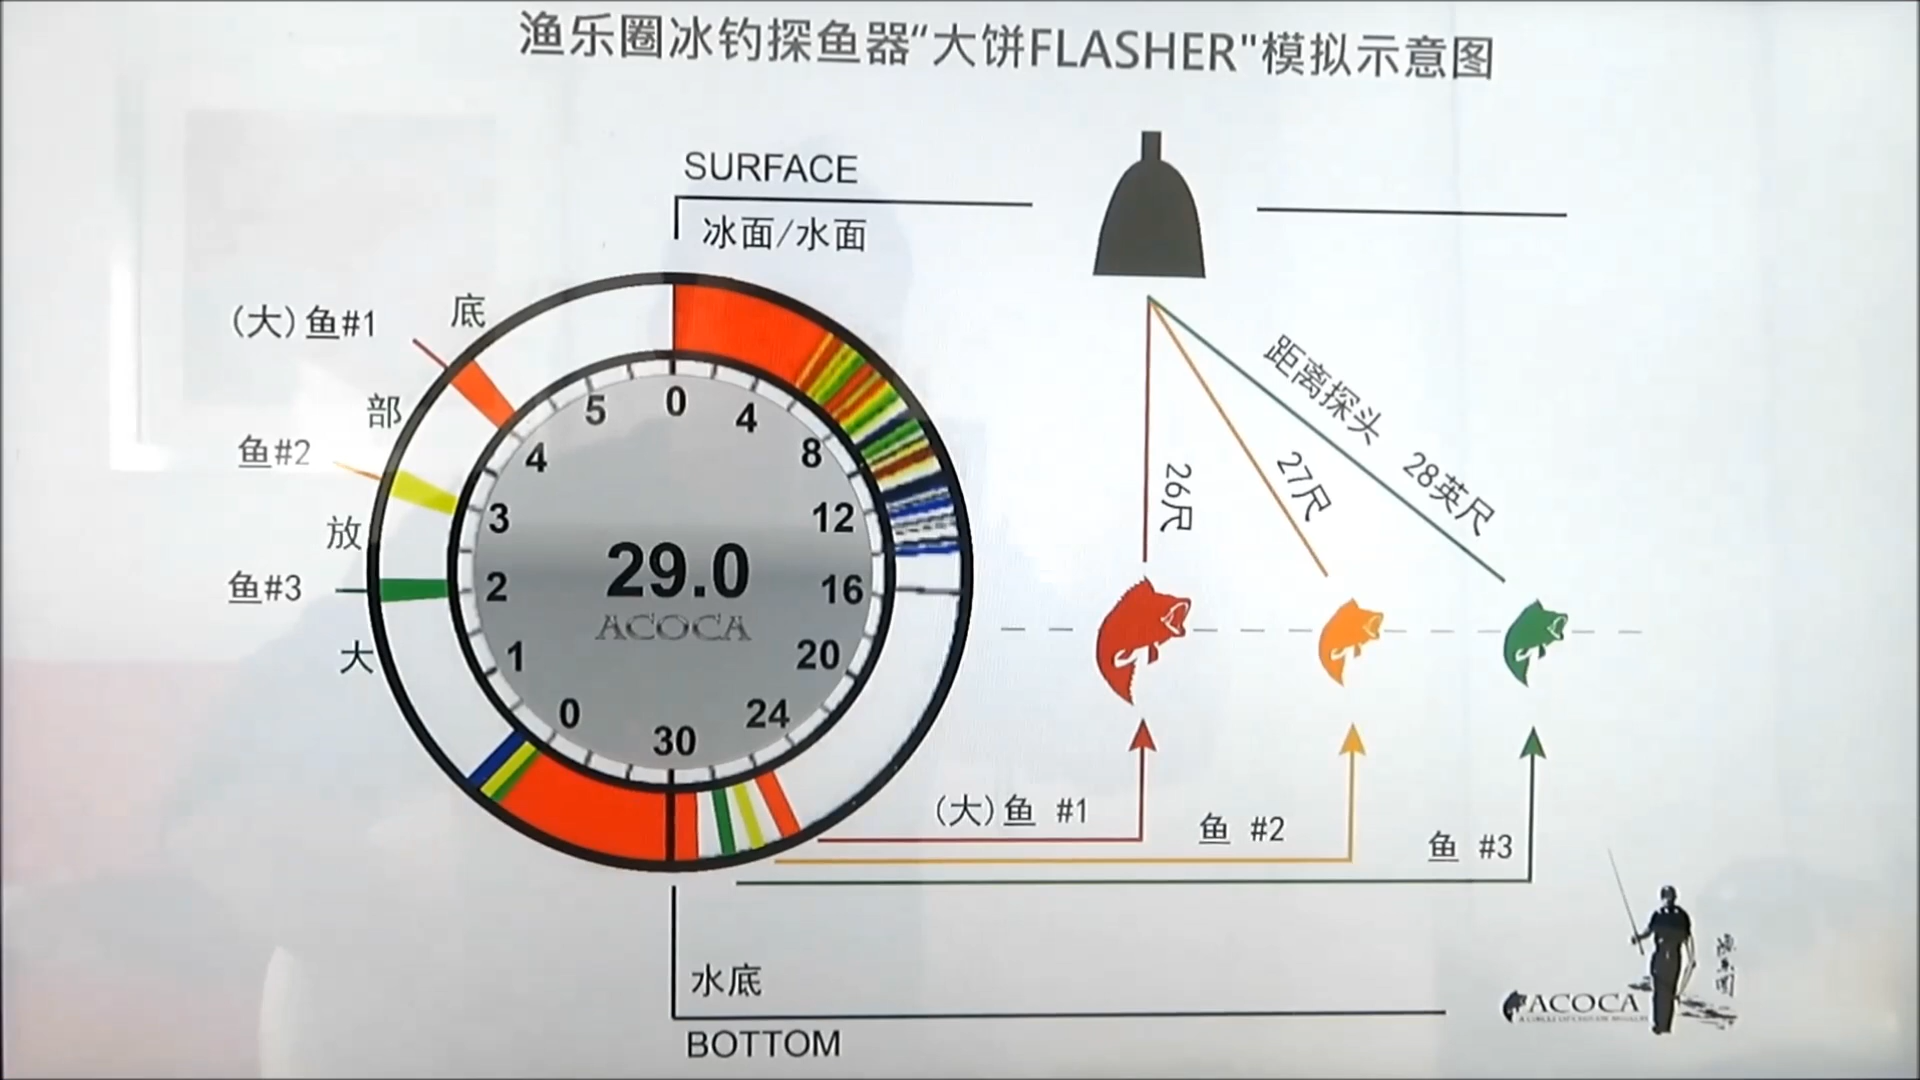 渔乐圈冰钓探鱼器“大饼FLASHER"模拟示意图
SURFACE
冰面/水面
(大)鱼#1
底
部
鱼#2
放
鱼#3
大
0
4
8
12
16
20
24
30
0
1
2
3
4
5
29.0
ACOCA
距离探头 28英尺
27尺
26尺
(大)鱼 #1
鱼 #2
鱼 #3
水底
BOTTOM
渔乐圈
ACOCA